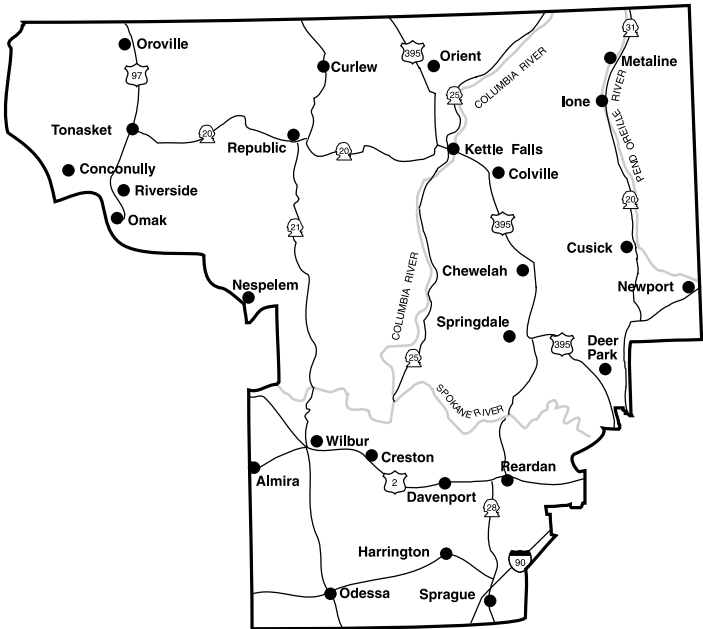 31
Oroville
395
Orient
Metaline
Curlew
97
COLUMBIA RIVER
25
Ione
PEND OREILLE RIVER
Tonasket
20
Republic
20
Kettle Falls
Conconully
Colville
Riverside
20
Omak
21
395
Cusick
COLUMBIA RIVER
Chewelah
Nespelem
Newport
Springdale
395
Deer
Park
25
SPOKANE RIVER
Wilbur
Creston
Reardan
Almira
2
Davenport
28
Harrington
90
Odessa
Sprague